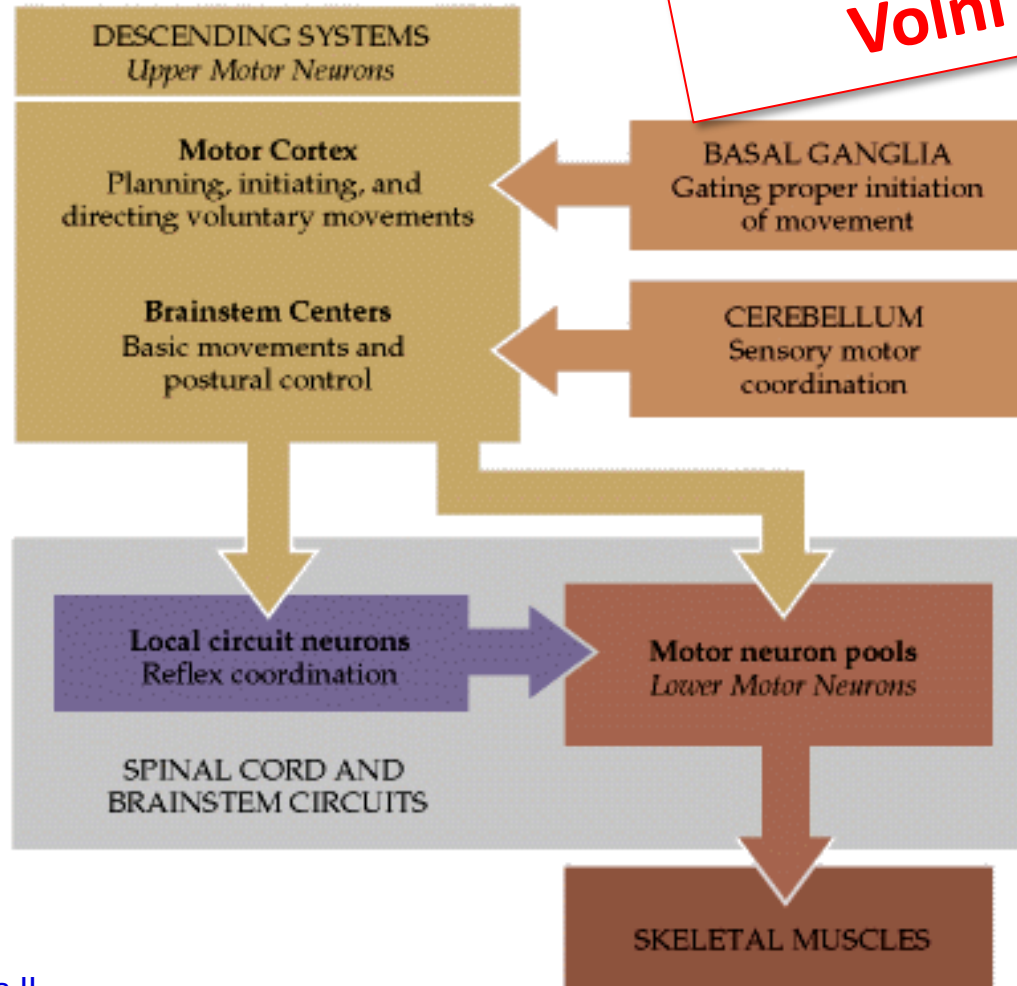 Volni
DESCENDING SYSTEMS
Upper Motor Neurons
Motor Cortex
Planning, initiating, and
directing voluntary movements
BASAL GANGLIA
Gating proper initiation
of movement
Brainstem Centers
Basic movements and
postural control
CEREBELLUM
Sensory motor
coordination
Local circuit neurons
Reflex coordination
Motor neuron pools
Lower Motor Neurons
SPINAL CORD AND
BRAINSTEM CIRCUITS
SKELETAL MUSCLES